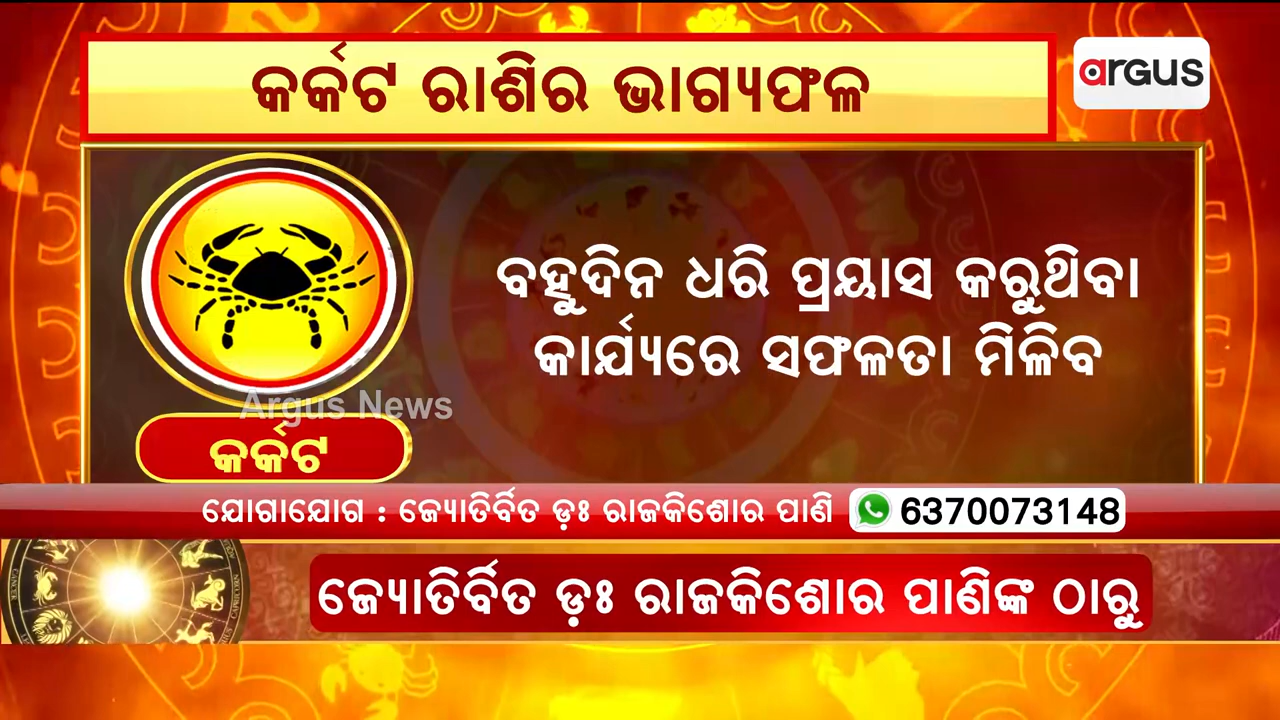 କର୍କଟ ରାଶିର ଭାଗ୍ୟଫଳ
argus
ବହୁଦିନ ଧରି ପ୍ରୟାସ କରୁଥିବା
କାର୍ଯ୍ୟରେ ସଫଳତା ମିଳିବ
Argus News
କର୍କଟ
ଯୋଗାଯୋଗ : ଜ୍ୟୋତିର୍ବିତ ଡ଼ଃ ରାଜକିଶୋର ପାଣି 6370073148
ଜ୍ୟୋତିର୍ବିତ ଡ଼ଃ ରାଜକିଶୋର ପାଣିଙ୍କ ଠାରୁ